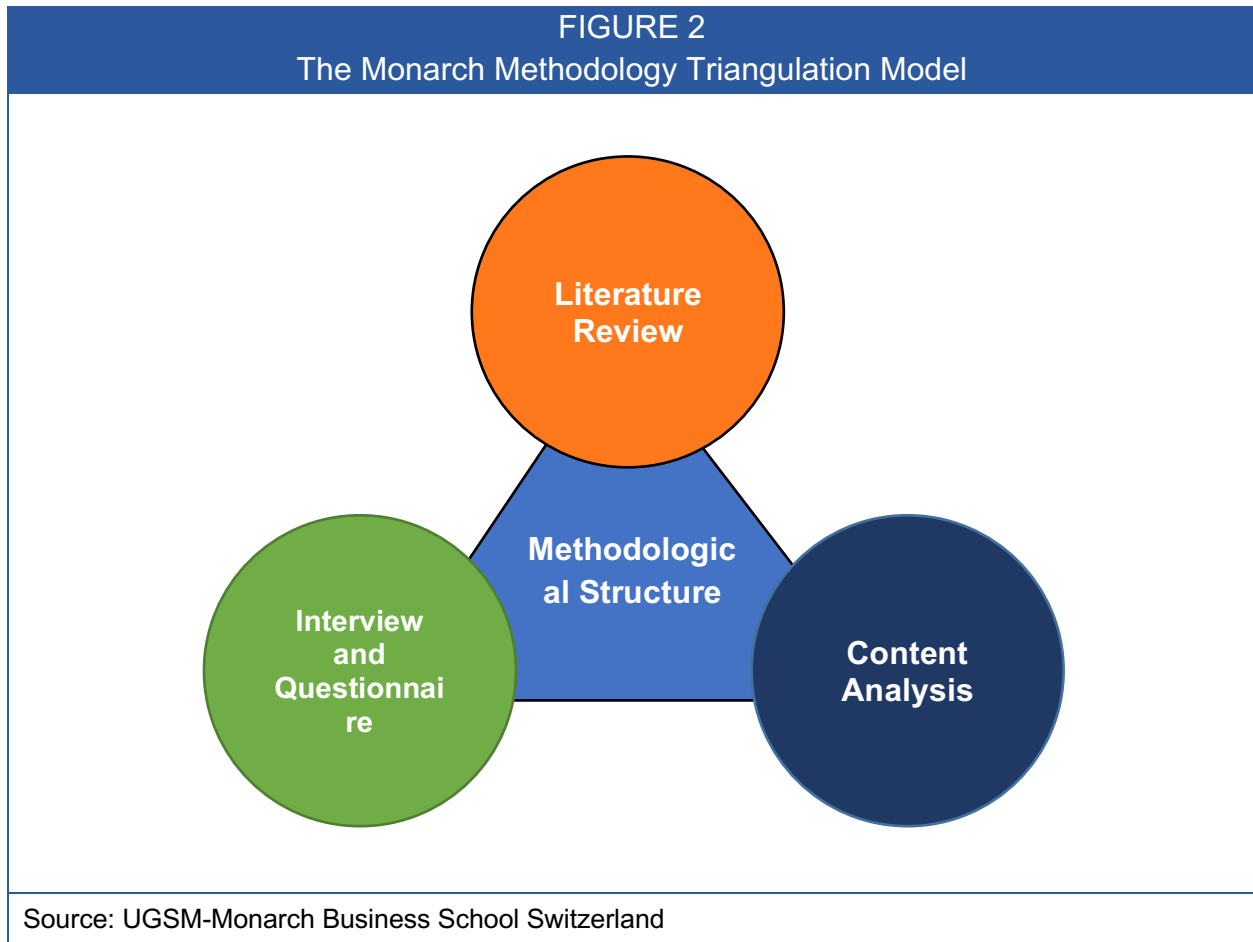 FIGURE 2
The Monarch Methodology Triangulation Model
Literature
Review
Methodologic
al Structure
Interview
and
Questionnai
re
Content
Analysis
Source: UGSM-Monarch Business School Switzerland